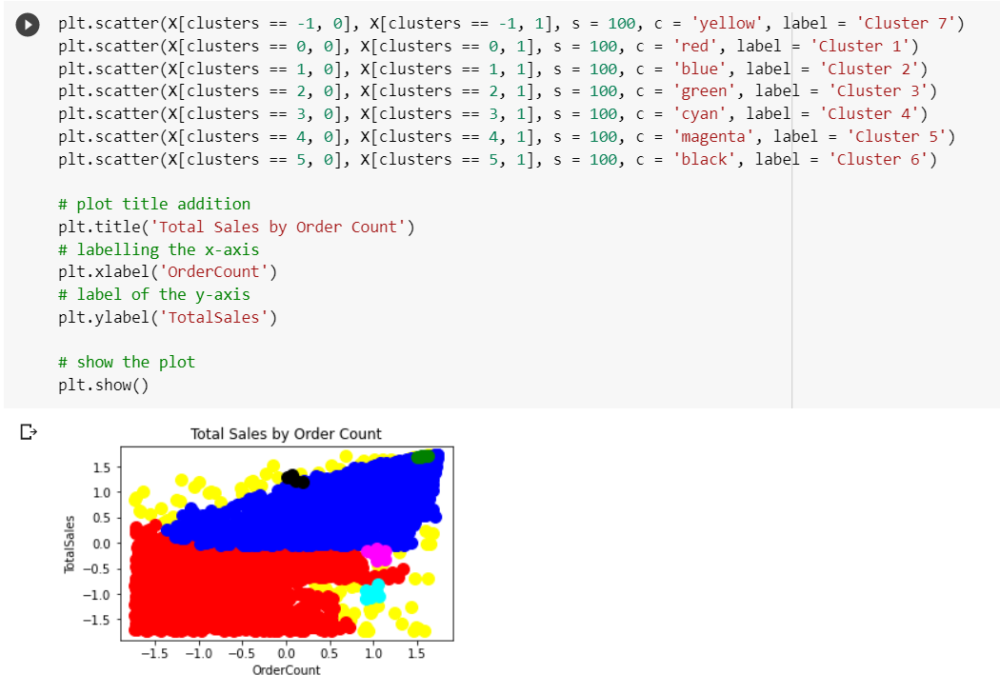 plt.scatter(X[clusters == -1, 0], X[clusters == -1, 1], s = 100, c = 'yellow', label = 'Cluster 7')
plt.scatter(X[clusters == 0, 0], X[clusters == 0, 1], s = 100, c = 'red', label = 'Cluster 1')
plt.scatter(X[clusters == 1, 0], X[clusters == 1, 1], s = 100, c = 'blue', label = 'Cluster 2')
plt.scatter(X[clusters == 2, 0], X[clusters == 2, 1], s = 100, c = 'green', label = 'Cluster 3')
plt.scatter(X[clusters == 3, 0], X[clusters == 3, 1], s = 100, c = 'cyan', label = 'Cluster 4')
plt.scatter(X[clusters == 4, 0], X[clusters == 4, 1], s = 100, c = 'magenta', label = 'Cluster 5')
plt.scatter(X[clusters == 5, 0], X[clusters == 5, 1], s = 100, c = 'black', label = 'Cluster 6')
# plot title addition
plt.title('Total Sales by Order Count')
# labelling the x-axis
plt.xlabel('OrderCount')
# label of the y-axis
plt.ylabel('TotalSales')
# show the plot
plt.show()
Total Sales by Order Count
TotalSales
1.5
1.0
0.5
0.0
−0.5
−1.0
−1.5
−1.5 −1.0 −0.5 0.0 0.5 1.0 1.5
OrderCount